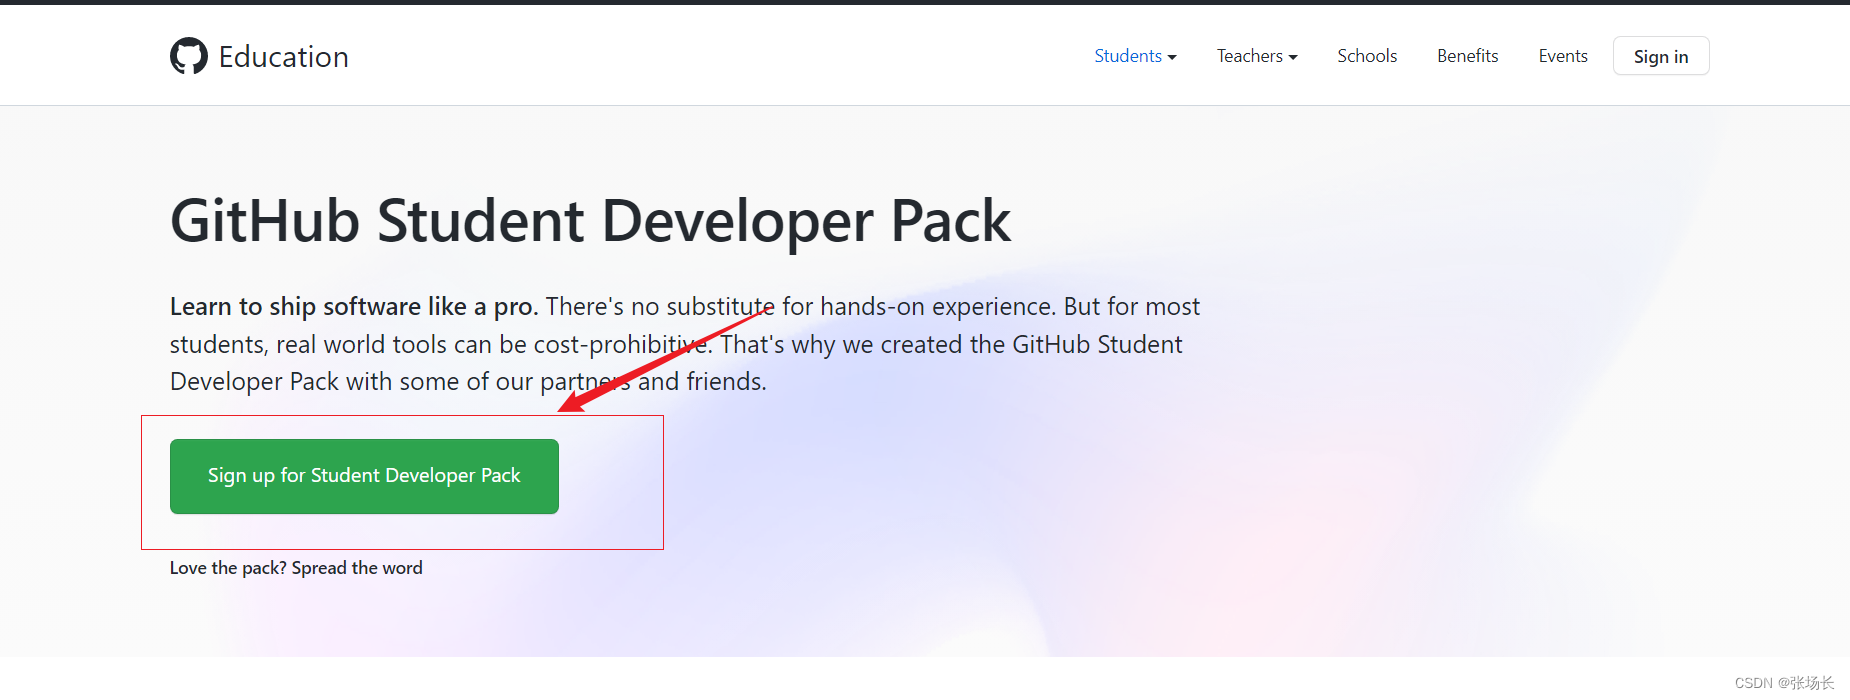 Education
Students
Teachers
Schools
Benefits
Events
Sign in
GitHub Student Developer Pack
Learn to ship software like a pro. There's no substitute for hands-on experience. But for most
students, real world tools can be cost-prohibitive. That's why we created the GitHub Student
Developer Pack with some of our partners and friends.
Sign up for Student Developer Pack
Love the pack? Spread the word
CSDN @张场长